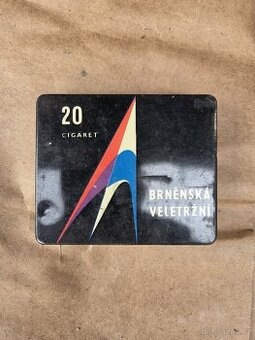 20
CIGARET
BRNĚNSKÁ
VELETRŽNÍ